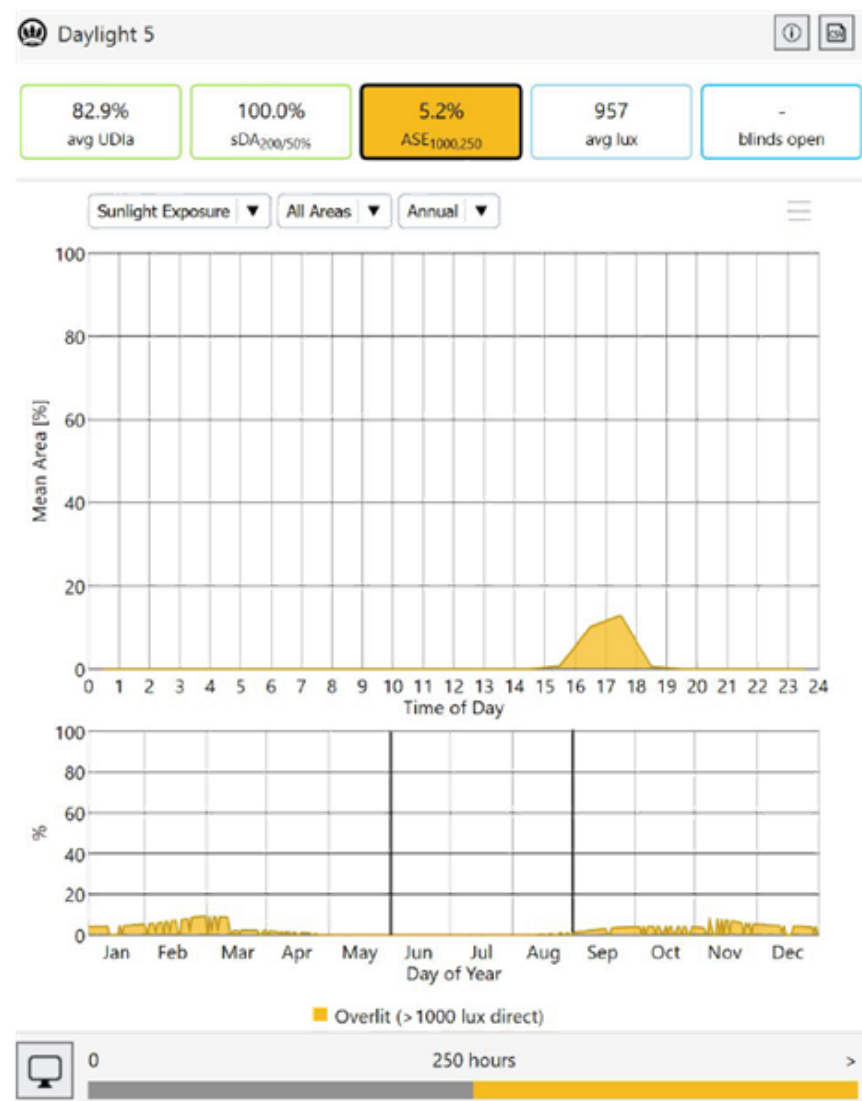 Daylight 5
CSV
82.9% 100.0% 5.2% 957 -
avg UDIa sDA200/50% ASE1000,250 avg lux blinds open
Sunlight Exposure ▼ All Areas ▼ Annual ▼
100
80
60
40
20
0
Mean Area [%]
0 1 2 3 4 5 6 7 8 9 10 11 12 13 14 15 16 17 18 19 20 21 22 23 24
Time of Day
100
80
60
40
20
0
%
Jan Feb Mar Apr May Jun Jul Aug Sep Oct Nov Dec
Day of Year
Overlit (>1000 lux direct)
0 250 hours >